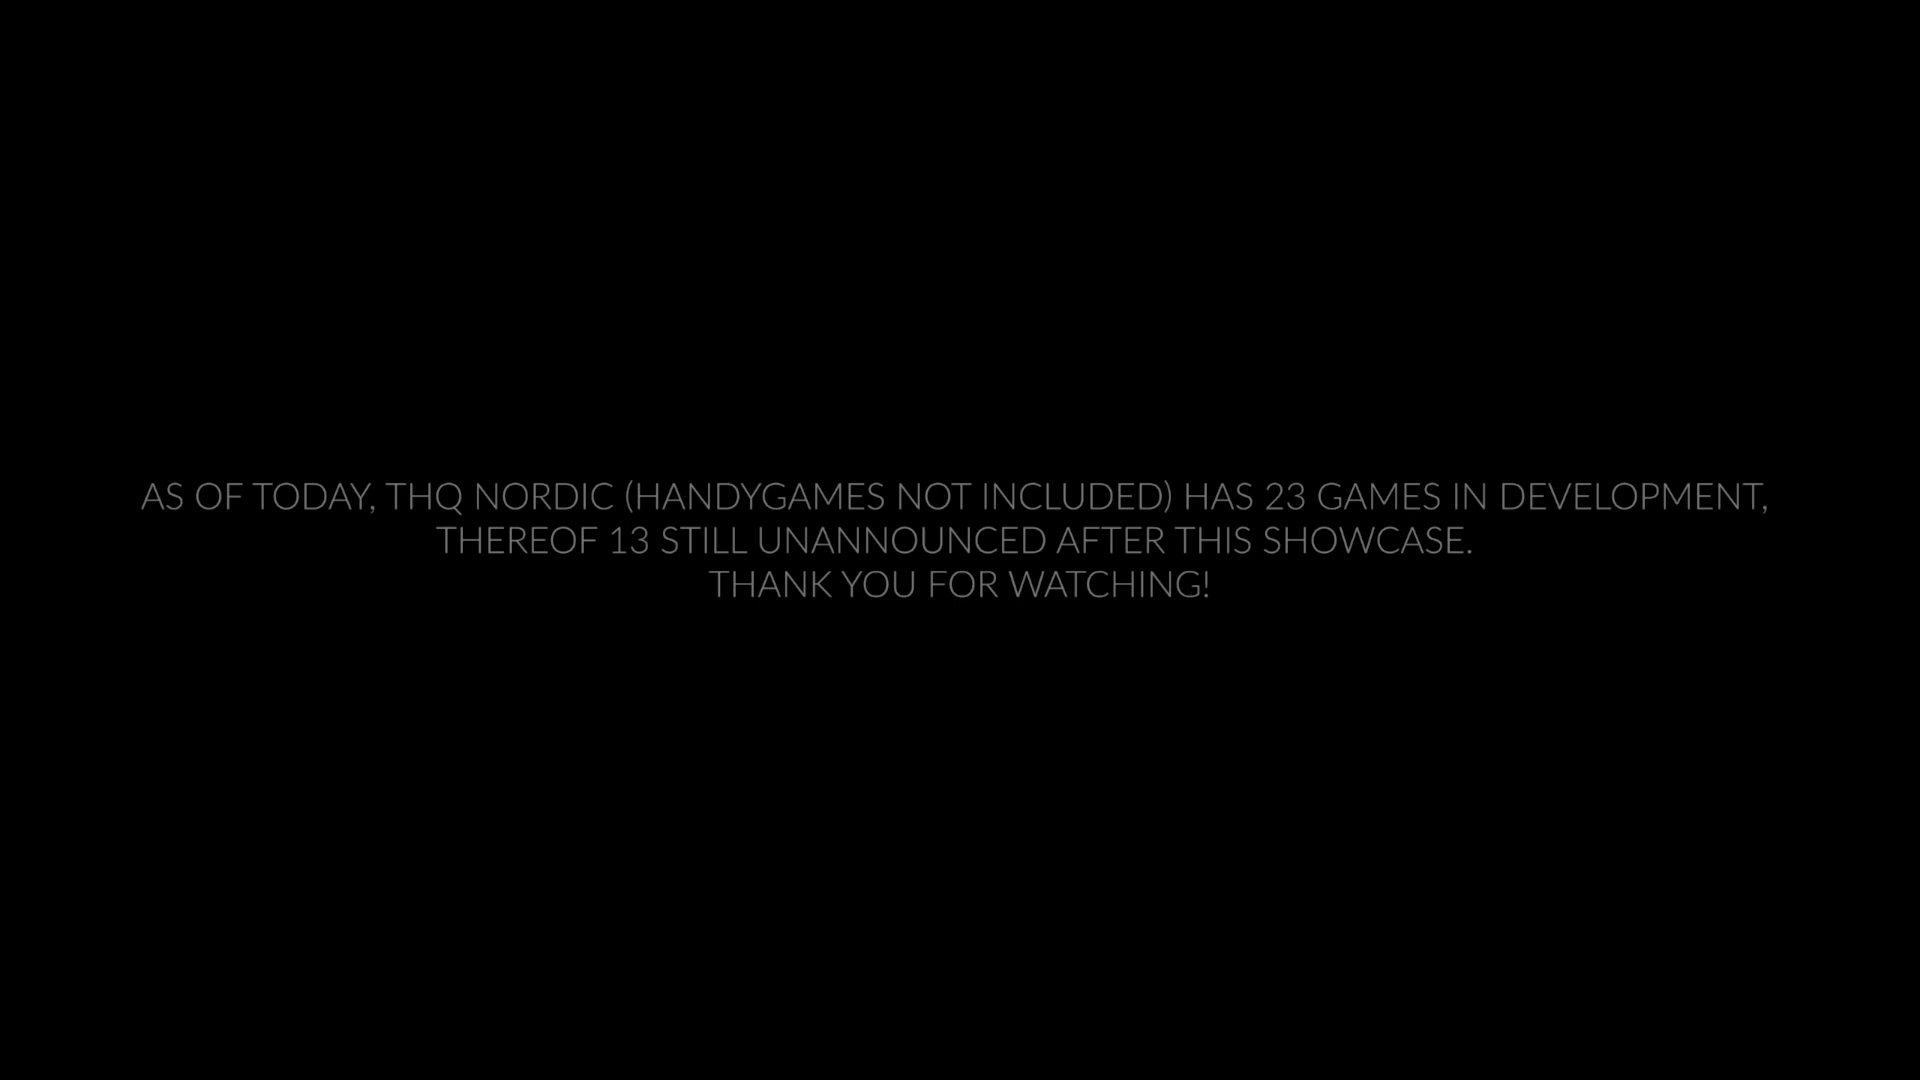 AS OF TODAY, THQ NORDIC (HANDYGAMES NOT INCLUDED) HAS 23 GAMES IN DEVELOPMENT,
THEREOF 13 STILL UNANNOUNCED AFTER THIS SHOWCASE.
THANK YOU FOR WATCHING!